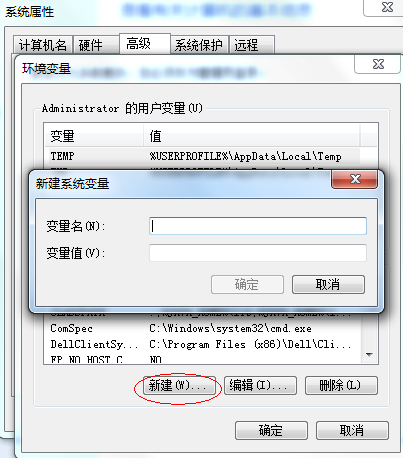 系统属性
计算机名 硬件 高级 系统保护 远程
环境变量
Administrator 的用户变量(U)
变量 值
TEMP %USERPROFILE%\AppData\Local\Temp
新建系统变量
变量名(N):
变量值(V):
确定 取消
ComSpec C:\Windows\system32\cmd.exe
DellClientSy... C:\Program Files (x86)\Dell\Cli...
FP_NO_HOST_C... NO
新建(W)... 编辑(I)... 删除(L)
确定 取消